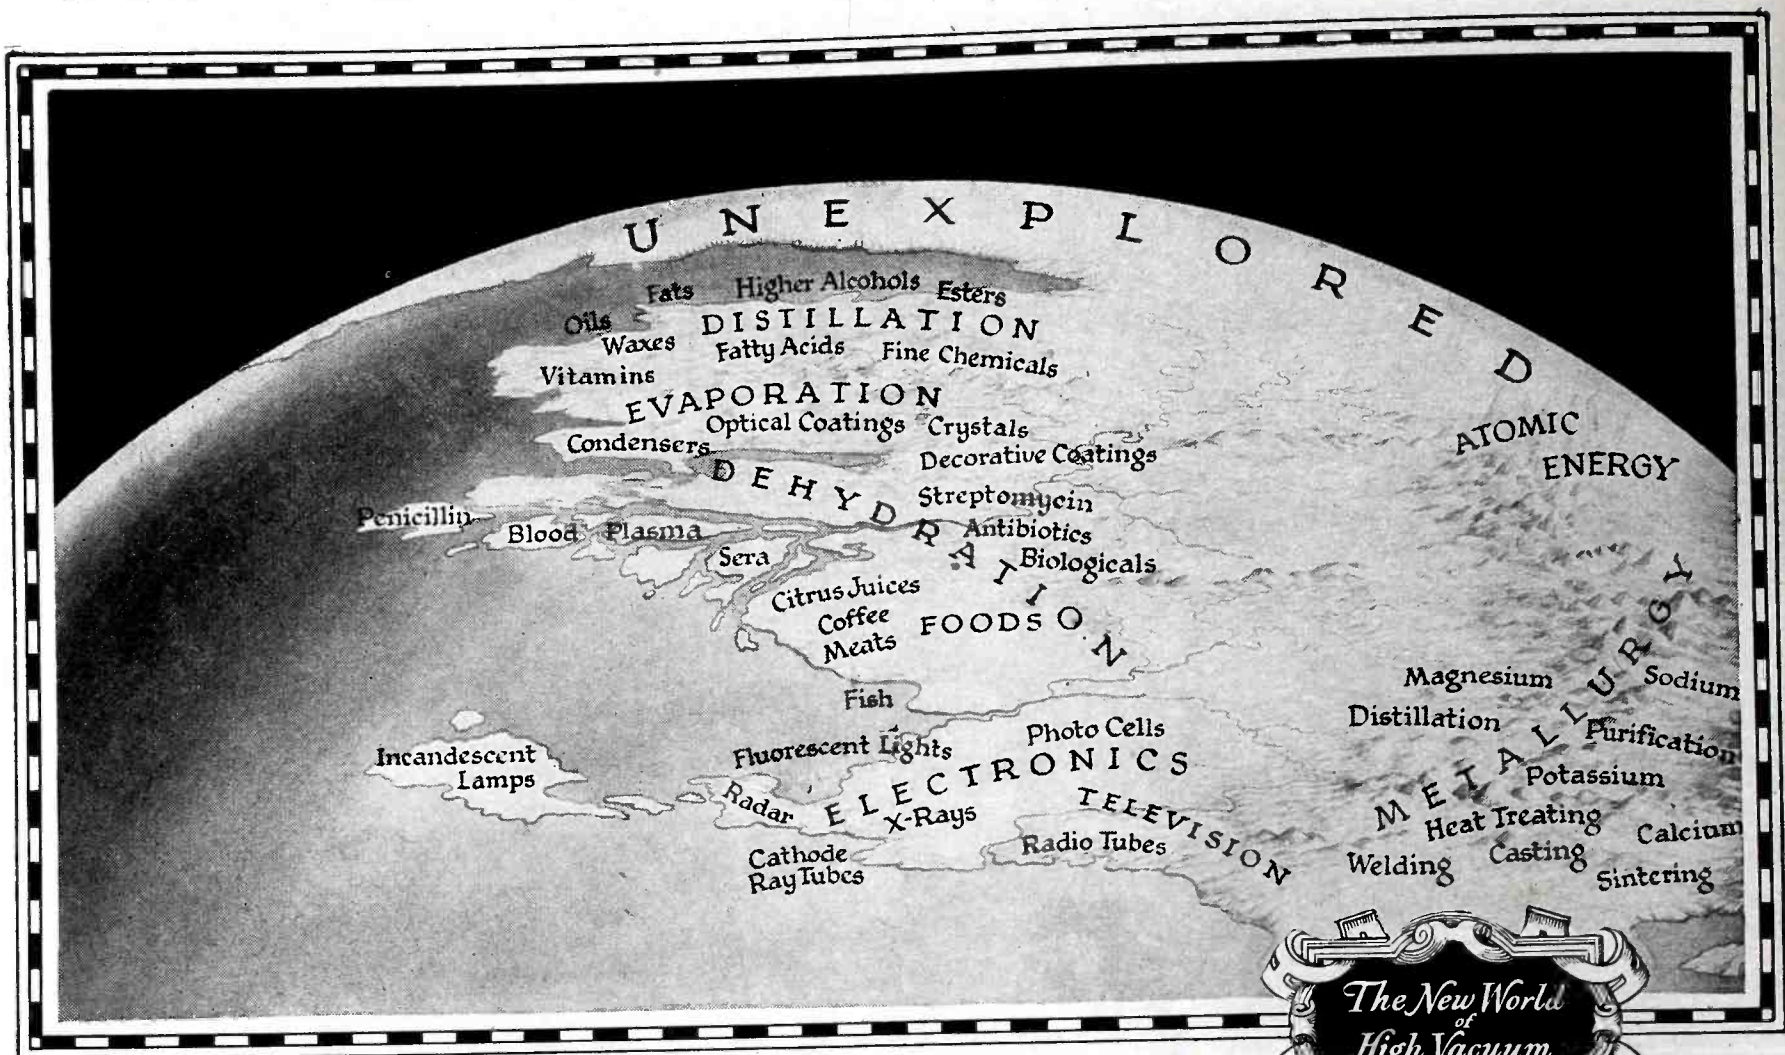 UNEXPLORED
Fats Higher Alcohols Esters
Oils DISTILLATION
Waxes Fatty Acids Fine Chemicals
Vitamins
EVAPORATION
Optical Coatings Crystals
Condensers
Decorative Coatings
ATOMIC
ENERGY
DEHYDRATION
Streptomycin
Penicillin
Blood Plasma
Antibiotics
Sera
Biologicals
Citrus Juices
Coffee
Meats
FOODS
Fish
METALLURGY
Magnesium
Sodium
Distillation
Purification
Potassium
Heat Treating
Calcium
Welding
Casting
Sintering
Incandescent
Lamps
Fluorescent Lights
Photo Cells
ELECTRONICS
Radar
X-Rays
TELEVISION
Radio Tubes
Cathode
Ray Tubes
The New World
of
High Vacuum